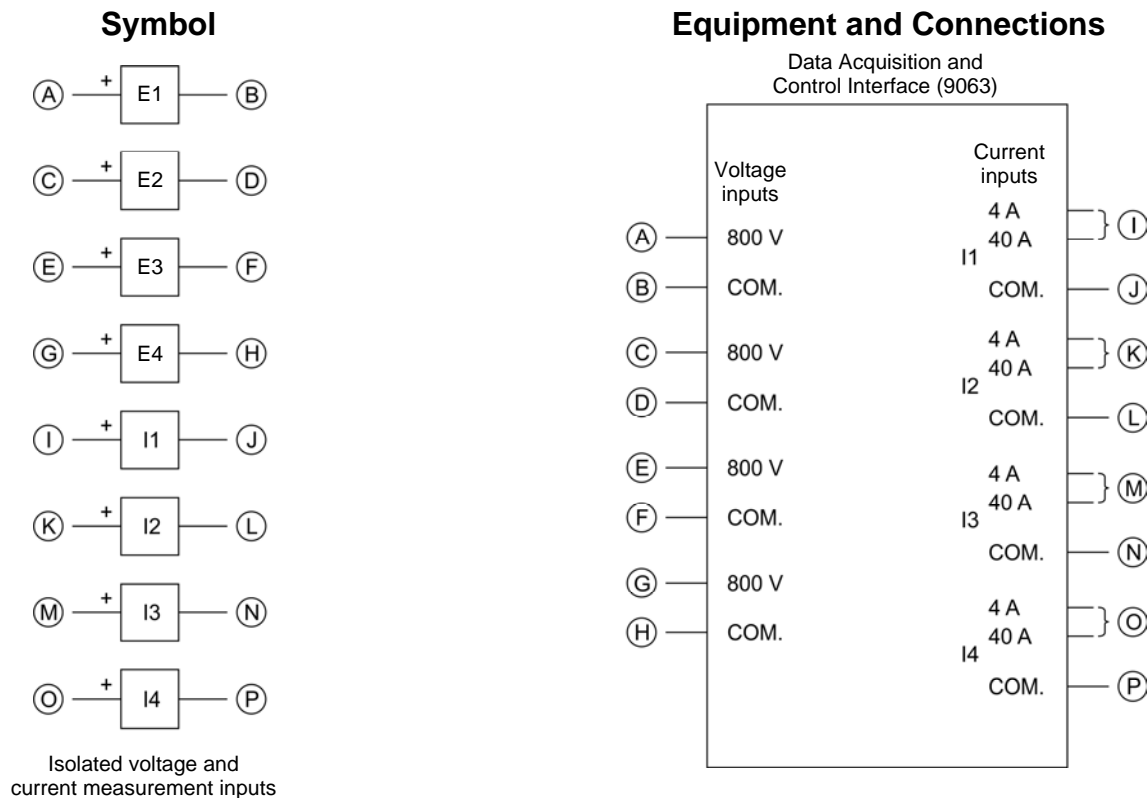 Symbol
A + E1 B
C + E2 D
E + E3 F
G + E4 H
I + I1 J
K + I2 L
M + I3 N
O + I4 P
Isolated voltage and
current measurement inputs
Equipment and Connections
Data Acquisition and
Control Interface (9063)
Voltage
inputs
A 800 V
B COM.
C 800 V
D COM.
E 800 V
F COM.
G 800 V
H COM.
Current
inputs
4 A
I
40 A
I1
COM. J
4 A
K
40 A
I2
COM. L
4 A
M
40 A
I3
COM. N
4 A
O
40 A
I4
COM. P